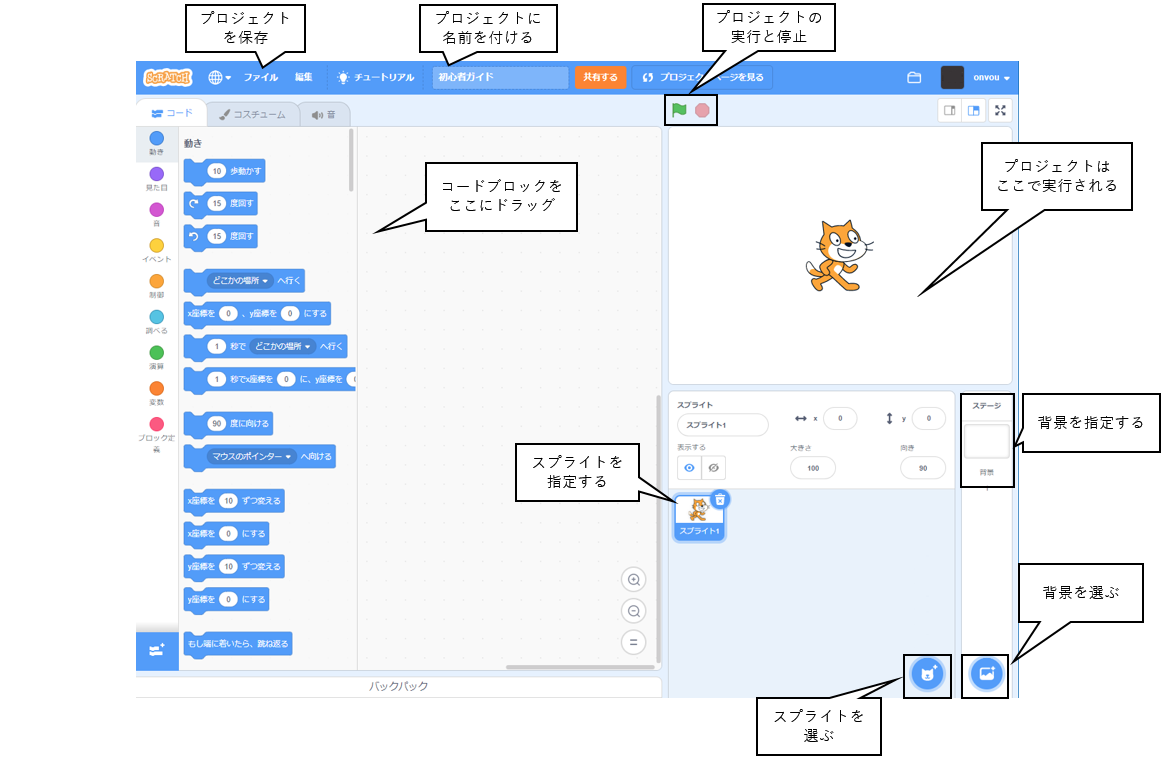 プロジェクト
を保存
プロジェクトに
名前を付ける
プロジェクトの
実行と停止
SCRATCH
ファイル
編集
チュートリアル
初心者ガイド
共有する
プロジェクトページを見る
onvou
コード
コスチューム
音
動き
見た目
音
イベント
制御
調べる
演算
変数
ブロック定
義
動き
10 歩動かす
15 度回す
15 度回す
どこかの場所 へ行く
x座標を 0 、y座標を 0 にする
1 秒で どこかの場所 へ行く
1 秒でx座標を 0 に、y座標を 0
90 度に向ける
マウスのポインター へ向ける
x座標を 10 ずつ変える
x座標を 0 にする
y座標を 10 ずつ変える
y座標を 0 にする
もし端に着いたら、跳ね返る
コードブロックを
ここにドラッグ
プロジェクトは
ここで実行される
スプライト
スプライト1
x 0
y 0
表示する
大きさ
100
向き
90
ステージ
背景
背景を指定する
スプライトを
指定する
スプライト1
背景を選ぶ
スプライトを
選ぶ
バックパック